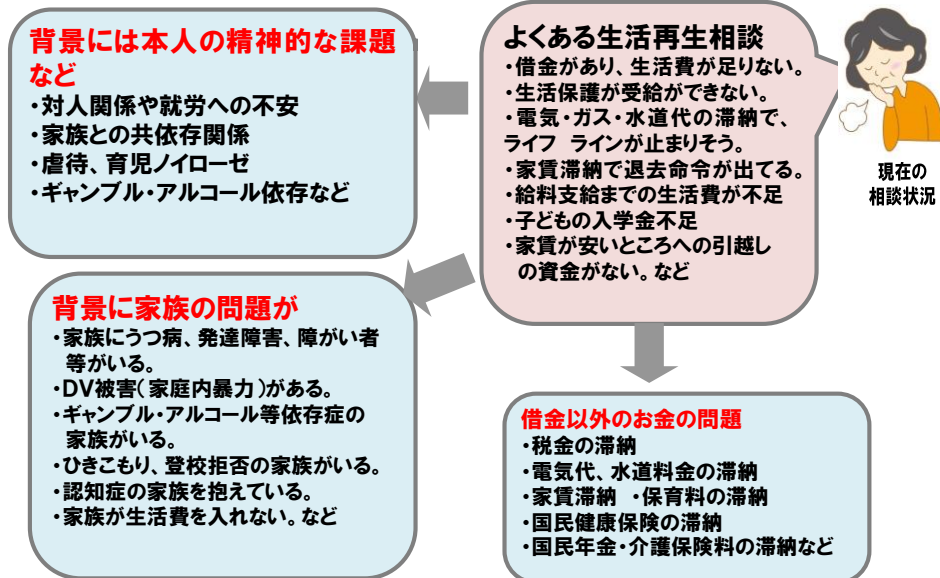 背景には本人の精神的な課題
など
・対人関係や就労への不安
・家族との共依存関係
・虐待、育児ノイローゼ
・ギャンブル・アルコール依存など
よくある生活再生相談
・借金があり、生活費が足りない。
・生活保護が受給ができない。
・電気・ガス・水道代の滞納で、
ライフ ラインが止まりそう。
・家賃滞納で退去命令が出てる。
・給料支給までの生活費が不足
・子どもの入学金不足
・家賃が安いところへの引越し
の資金がない。など
現在の
相談状況
背景に家族の問題が
・家族にうつ病、発達障害、障がい者
等がいる。
・DV被害(家庭内暴力)がある。
・ギャンブル・アルコール等依存症の
家族がいる。
・ひきこもり、登校拒否の家族がいる。
・認知症の家族を抱えている。
・家族が生活費を入れない。など
借金以外のお金の問題
・税金の滞納
・電気代、水道料金の滞納
・家賃滞納 ・保育料の滞納
・国民健康保険の滞納
・国民年金・介護保険料の滞納など